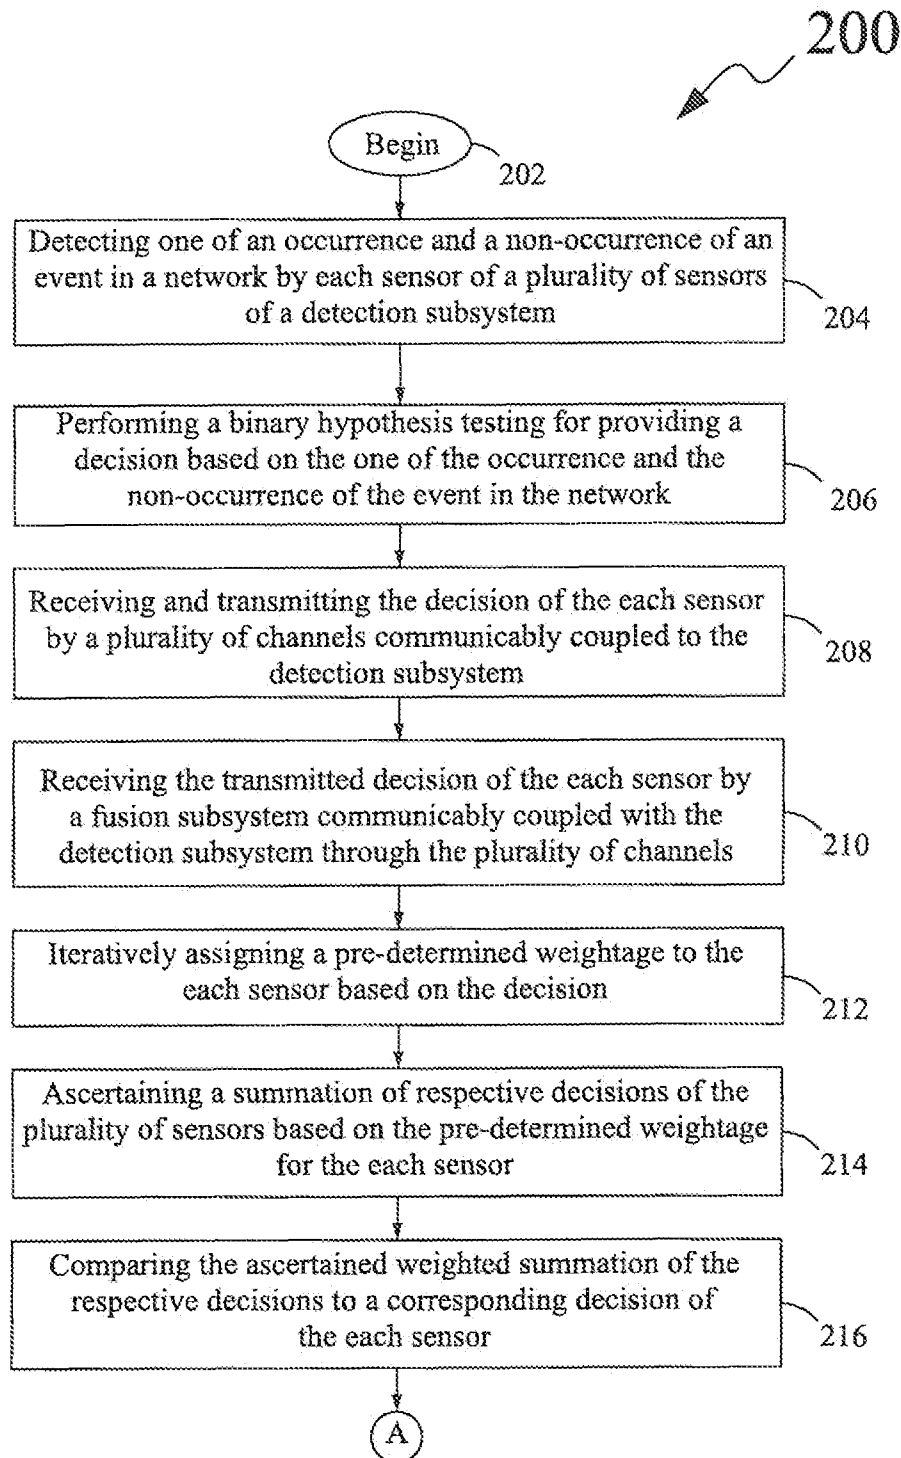 200
Begin
202
Detecting one of an occurrence and a non-occurrence of an
event in a network by each sensor of a plurality of sensors
of a detection subsystem
204
Performing a binary hypothesis testing for providing a
decision based on the one of the occurrence and the
non-occurrence of the event in the network
206
Receiving and transmitting the decision of the each sensor
by a plurality of channels communicably coupled to the
detection subsystem
208
Receiving the transmitted decision of the each sensor by
a fusion subsystem communicably coupled with the
detection subsystem through the plurality of channels
210
Iteratively assigning a pre-determined weightage to the
each sensor based on the decision
212
Ascertaining a summation of respective decisions of the
plurality of sensors based on the pre-determined weightage
for the each sensor
214
Comparing the ascertained weighted summation of the
respective decisions to a corresponding decision of
the each sensor
216
A